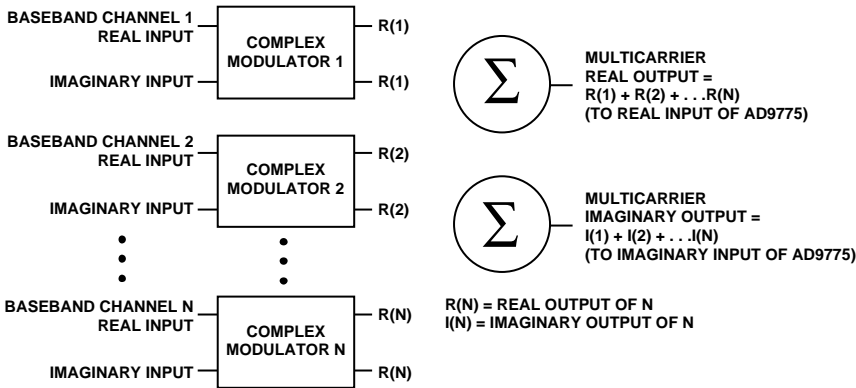 BASEBAND CHANNEL 1
REAL INPUT
IMAGINARY INPUT
COMPLEX
MODULATOR 1
R(1)
R(1)
BASEBAND CHANNEL 2
REAL INPUT
IMAGINARY INPUT
COMPLEX
MODULATOR 2
R(2)
R(2)
BASEBAND CHANNEL N
REAL INPUT
IMAGINARY INPUT
COMPLEX
MODULATOR N
R(N)
R(N)
Σ
MULTICARRIER
REAL OUTPUT =
R(1) + R(2) + . . .R(N)
(TO REAL INPUT OF AD9775)
Σ
MULTICARRIER
IMAGINARY OUTPUT =
I(1) + I(2) + . . .I(N)
(TO IMAGINARY INPUT OF AD9775)
R(N) = REAL OUTPUT OF N
I(N) = IMAGINARY OUTPUT OF N